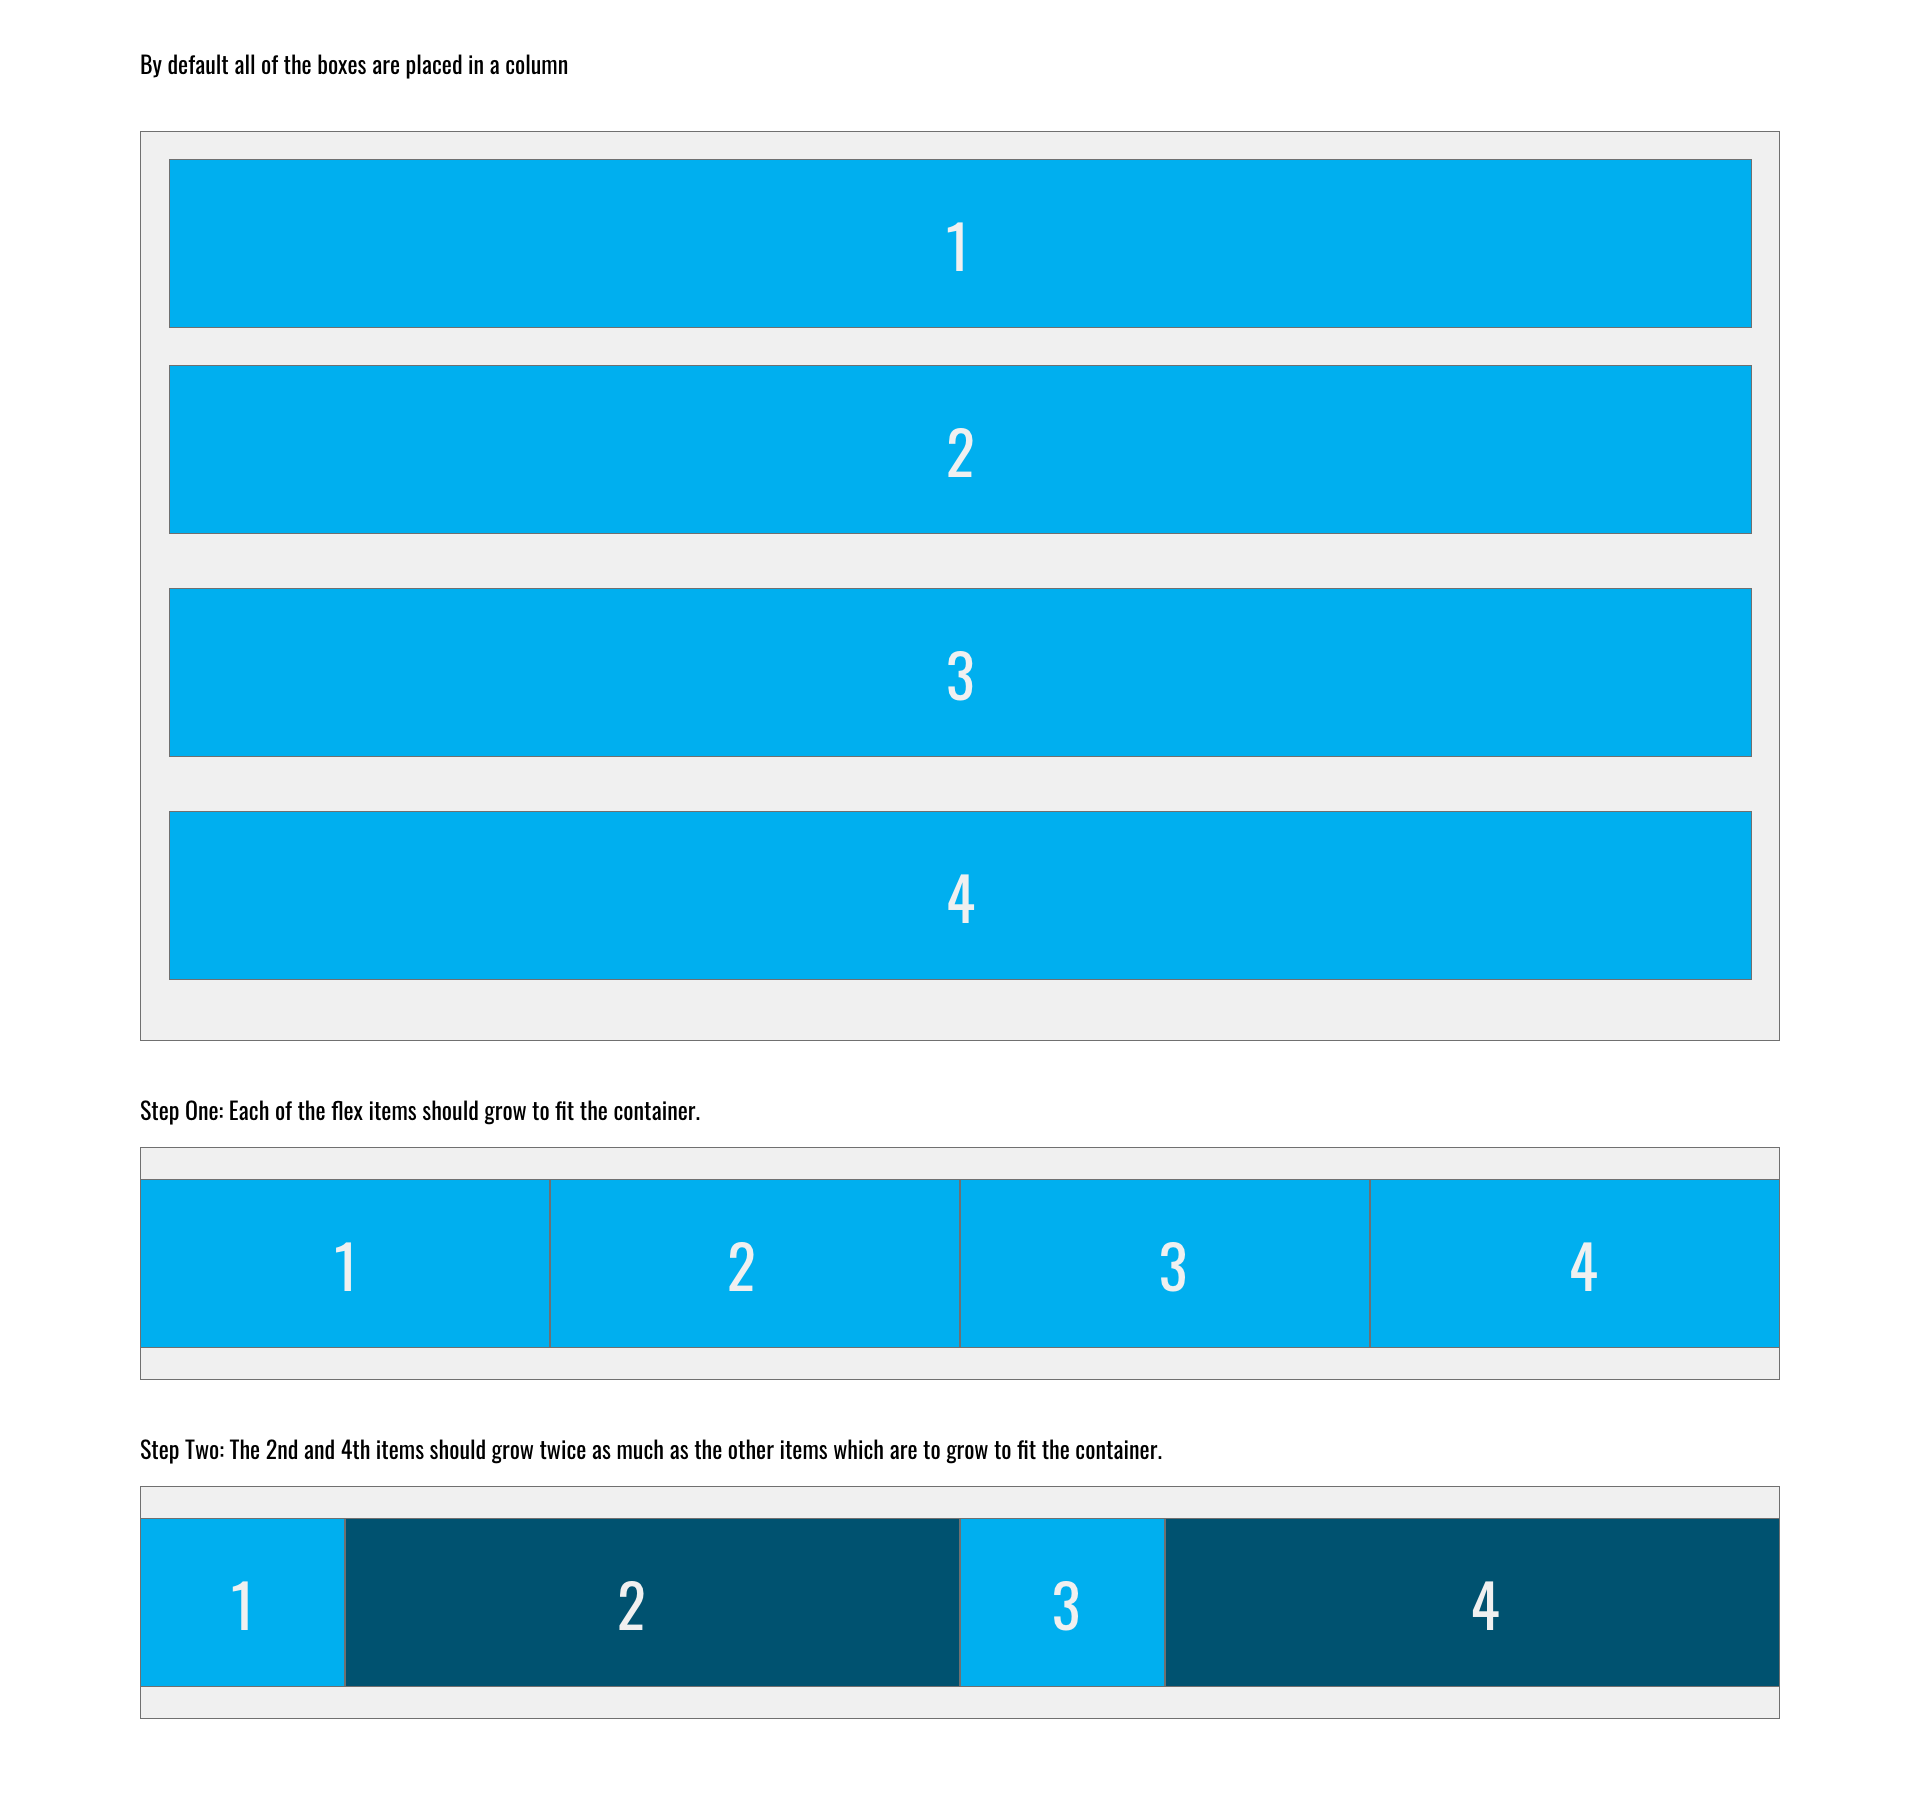 By default all of the boxes are placed in a column
1
2
3
4
Step One: Each of the flex items should grow to fit the container.
1 2 3 4
Step Two: The 2nd and 4th items should grow twice as much as the other items which are to grow to fit the container.
1 2 3 4